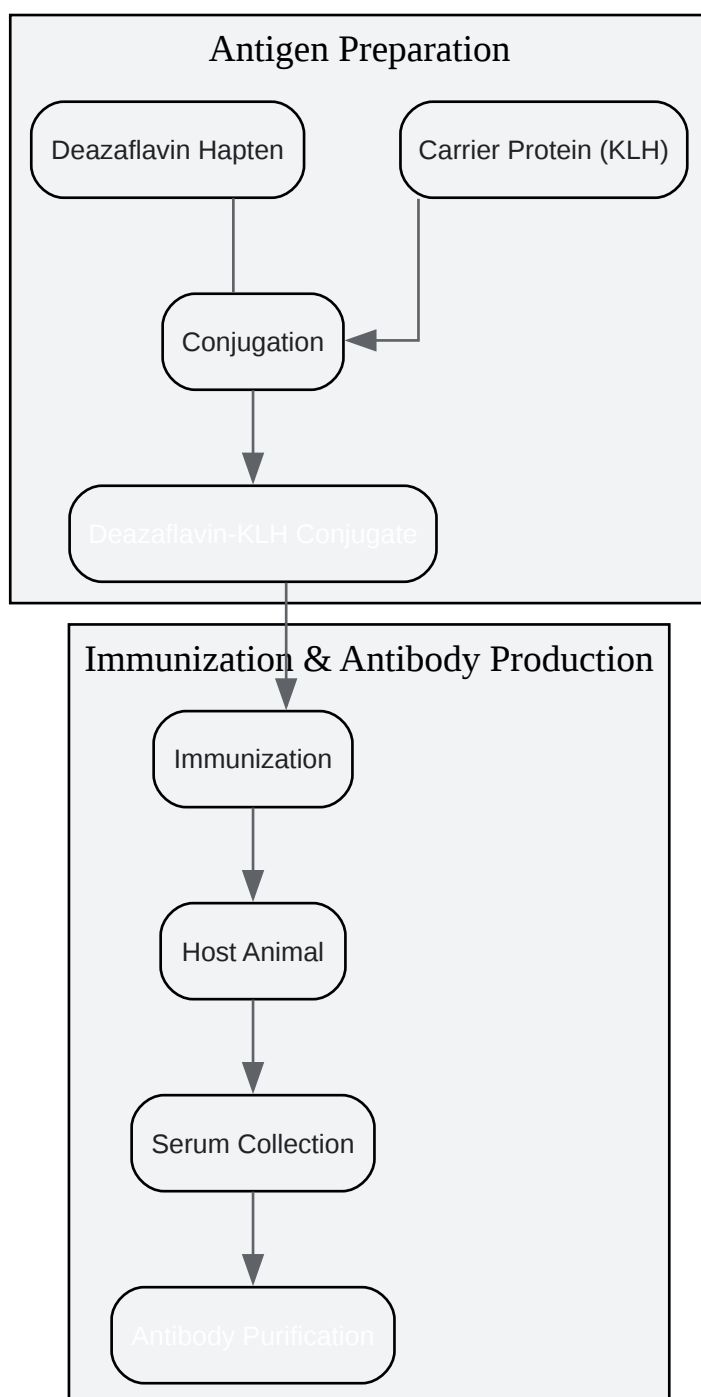 Antigen Preparation
Deazaflavin Hapten
Carrier Protein (KLH)
Conjugation
Deazaflavin-KLH Conjugate
Immunization & Antibody Production
Immunization
Host Animal
Serum Collection
Antibody Purification